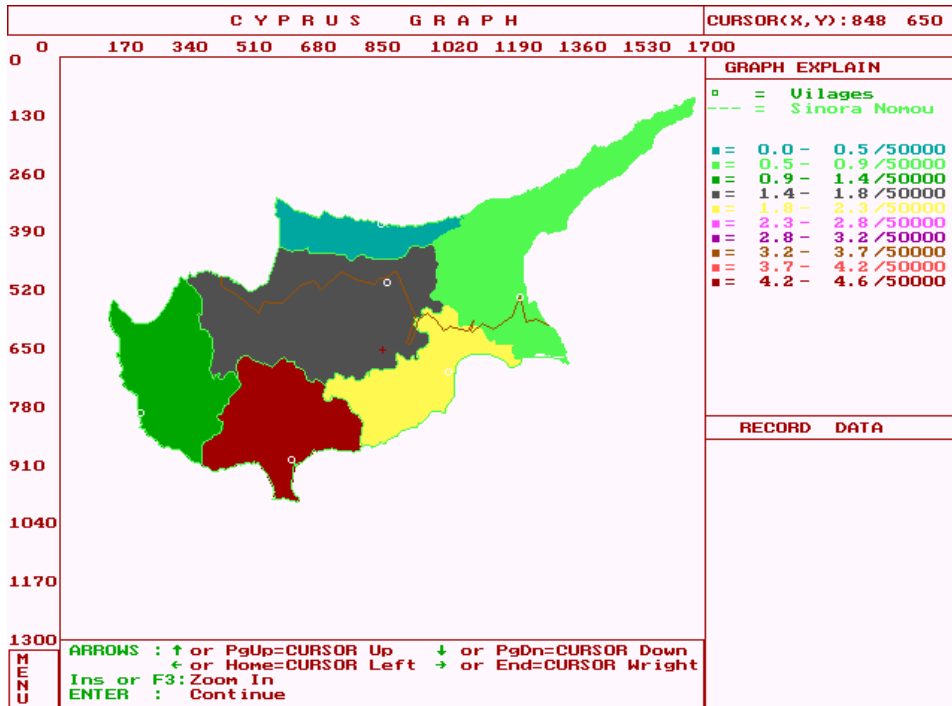 CYPRUS GRAPH
CURSOR(X,Y):848 650
0 170 340 510 680 850 1020 1190 1360 1530 1700
0
130
260
390
520
650
780
910
1040
1170
1300
GRAPH EXPLAIN
= Vilages
--- = Sinora Nomou
= 0.0 - 0.5/50000
= 0.5 - 0.9/50000
= 0.9 - 1.4/50000
= 1.4 - 1.8/50000
= 1.8 - 2.3/50000
= 2.3 - 2.8/50000
= 2.8 - 3.2/50000
= 3.2 - 3.7/50000
= 3.7 - 4.2/50000
= 4.2 - 4.6/50000
RECORD DATA
MENU
ARROWS : ↑ or PgUp=CURSOR Up ↓ or PgDn=CURSOR Down
← or Home=CURSOR Left → or End=CURSOR Wright
Ins or F3:Zoom In
ENTER : Continue